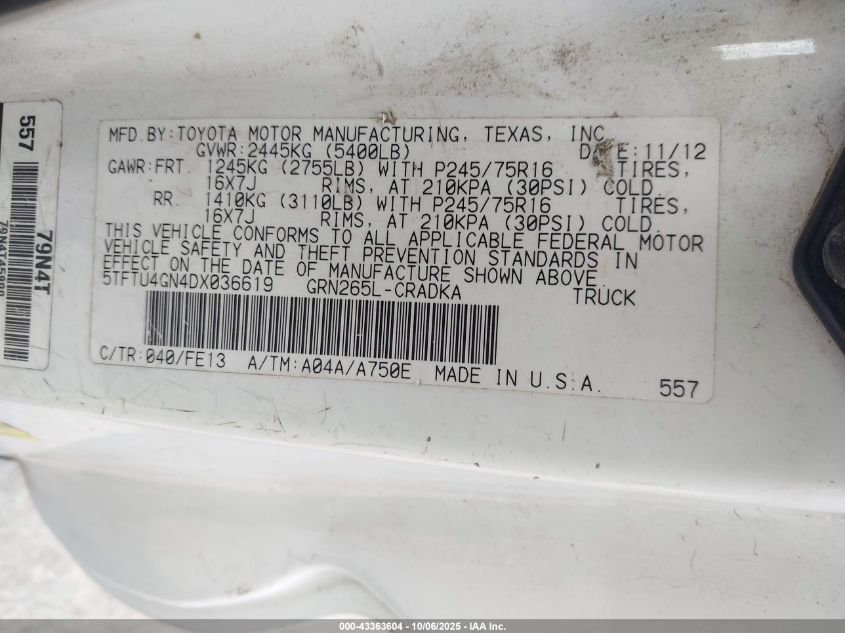 MFD.BY:TOYOTA MOTOR MANUFACTURING, TEXAS, INC.
GVWR:2445KG (5400LB) DATE:11/12
GAWR:FRT. 1245KG (2755LB) WITH P245/75R16 TIRES,
16X7J RIMS, AT 210KPA (30PSI) COLD.
RR. 1410KG (3110LB) WITH P245/75R16 TIRES,
16X7J RIMS, AT 210KPA (30PSI) COLD.
THIS VEHICLE CONFORMS TO ALL APPLICABLE FEDERAL MOTOR
VEHICLE SAFETY AND THEFT PREVENTION STANDARDS IN
EFFECT ON THE DATE OF MANUFACTURE SHOWN ABOVE.
5TFTU4GN4DX036619 GRN265L-CRADKA TRUCK
C/TR:040/FE13 A/TM:A04A/A750E MADE IN U.S.A.
557
557
79N4T
000-43363604 | 10/06/2025 | IAA Inc.